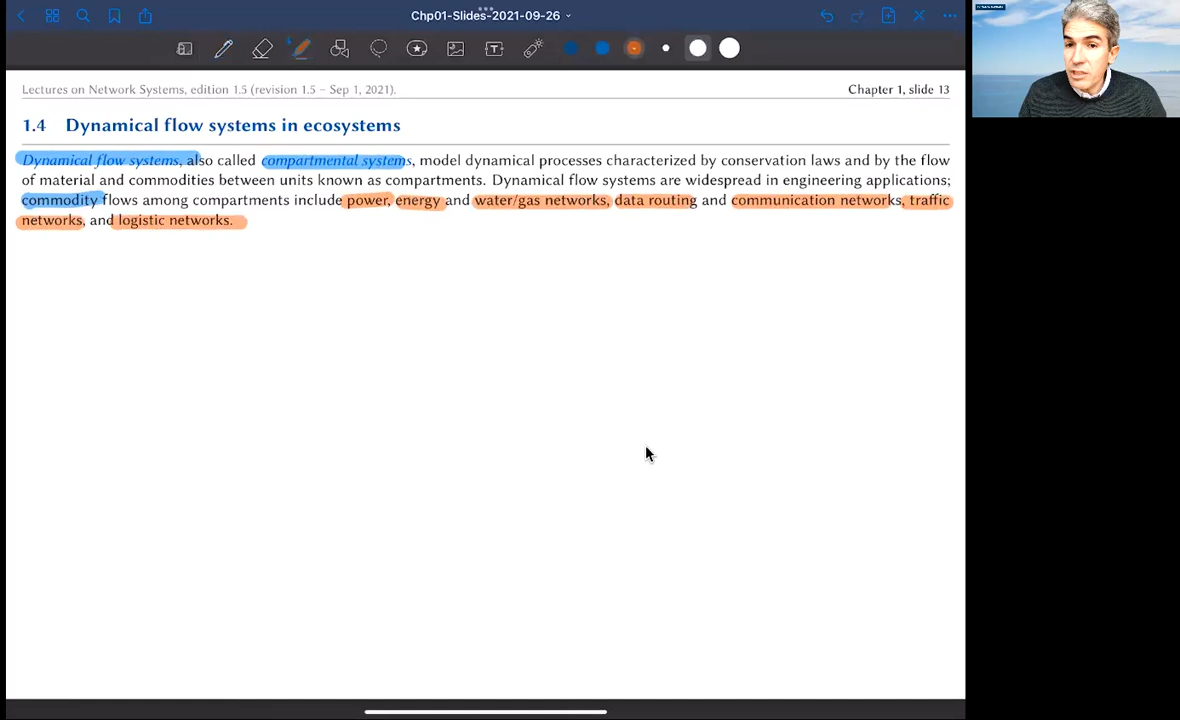 Chp01-Slides-2021-09-26
Lectures on Network Systems, edition 1.5 (revision 1.5 – Sep 1, 2021). Chapter 1, slide 13
1.4 Dynamical flow systems in ecosystems
Dynamical flow systems, also called compartmental systems, model dynamical processes characterized by conservation laws and by the flow
of material and commodities between units known as compartments. Dynamical flow systems are widespread in engineering applications;
commodity flows among compartments include power, energy and water/gas networks, data routing and communication networks, traffic
networks, and logistic networks.